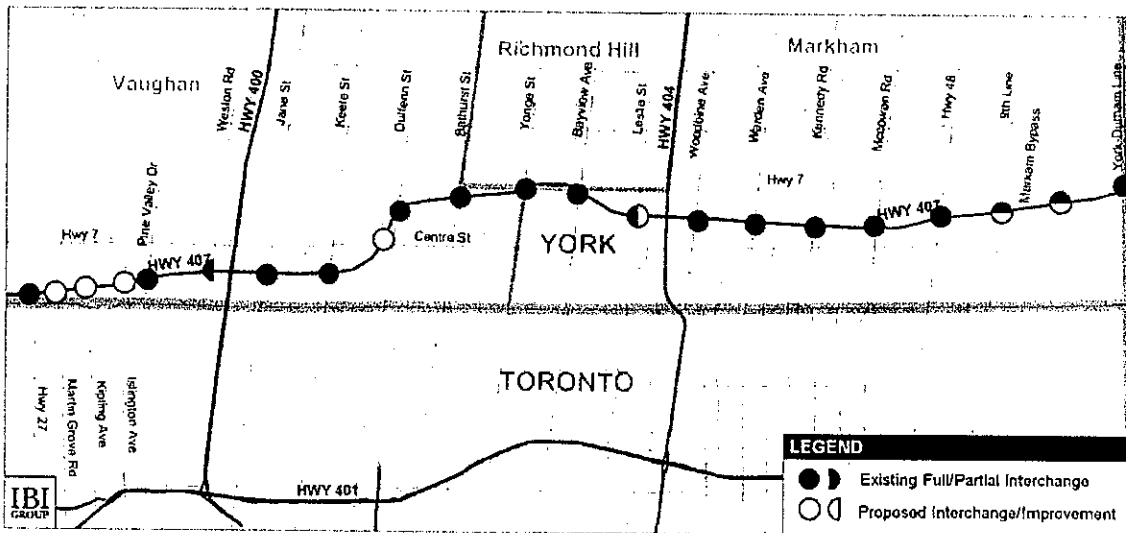 Richmond Hill
Markham
Vaughan
Weston Rd
HWY 400
Jane St
Keele St
Dufferin St
Bathurst St
Yonge St
Bayview Ave
Leslie St
HWY 404
Woodbine Ave
Warden Ave
Kennedy Rd
Mccowan Rd
Hwy 48
9th Line
Markam Bypass
York-Durham Line
Hwy 7
Pine Valley Dr
Hwy 7
HWY 407
Centre St
YORK
HWY 407
TORONTO
Hwy 27
Martin Grove Rd
Kipling Ave
Islington Ave
HWY 401
IBI
GROUP
LEGEND
Existing Full/Partial Interchange
Proposed Interchange/Improvement